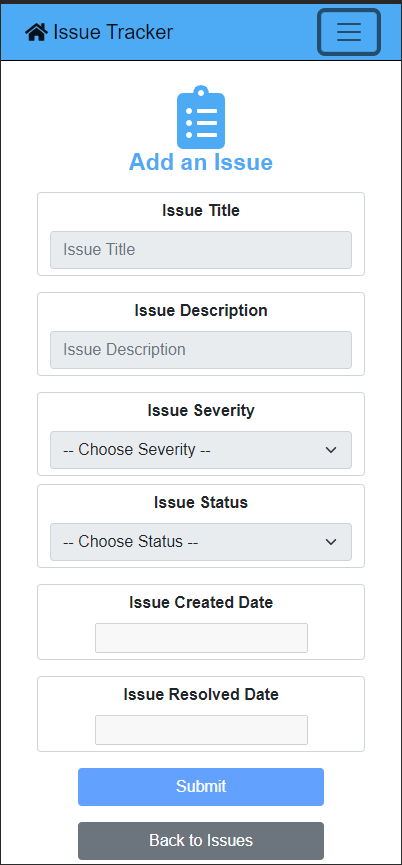 Issue Tracker
Add an Issue
Issue Title
Issue Title
Issue Description
Issue Description
Issue Severity
-- Choose Severity --
Issue Status
-- Choose Status --
Issue Created Date
Issue Resolved Date
Submit
Back to Issues